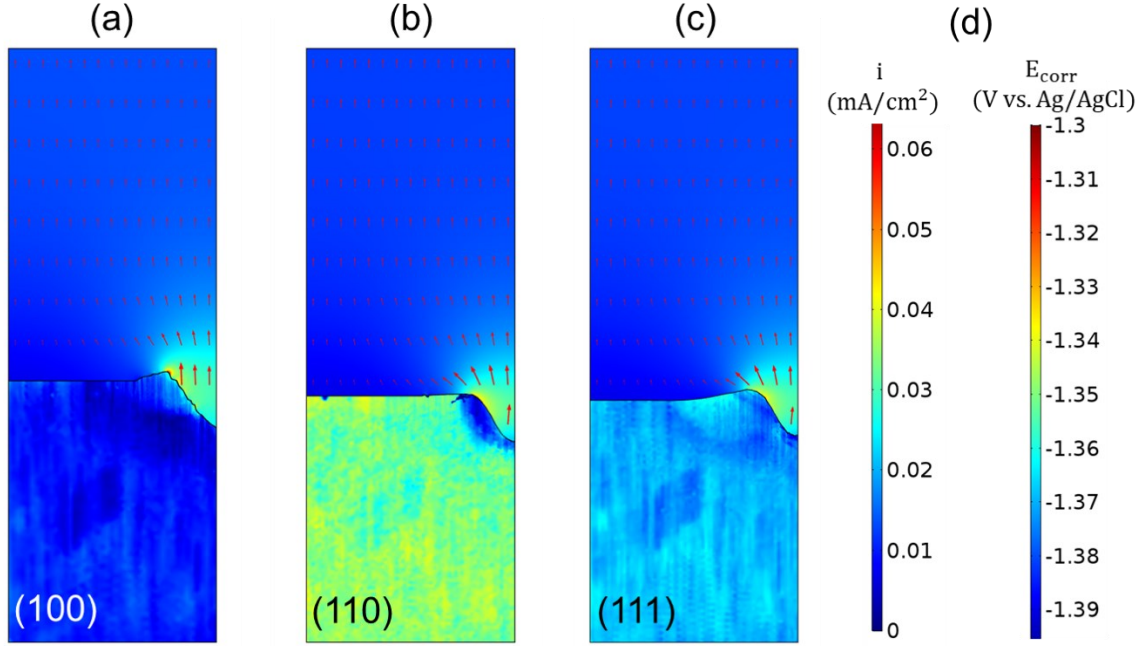 (a)
(b)
(c)
(d)
i
(mA/cm²)
E_corr
(V vs. Ag/AgCl)
0.06
0.05
0.04
0.03
0.02
0.01
0
-1.3
-1.31
-1.32
-1.33
-1.34
-1.35
-1.36
-1.37
-1.38
-1.39
(100)
(110)
(111)